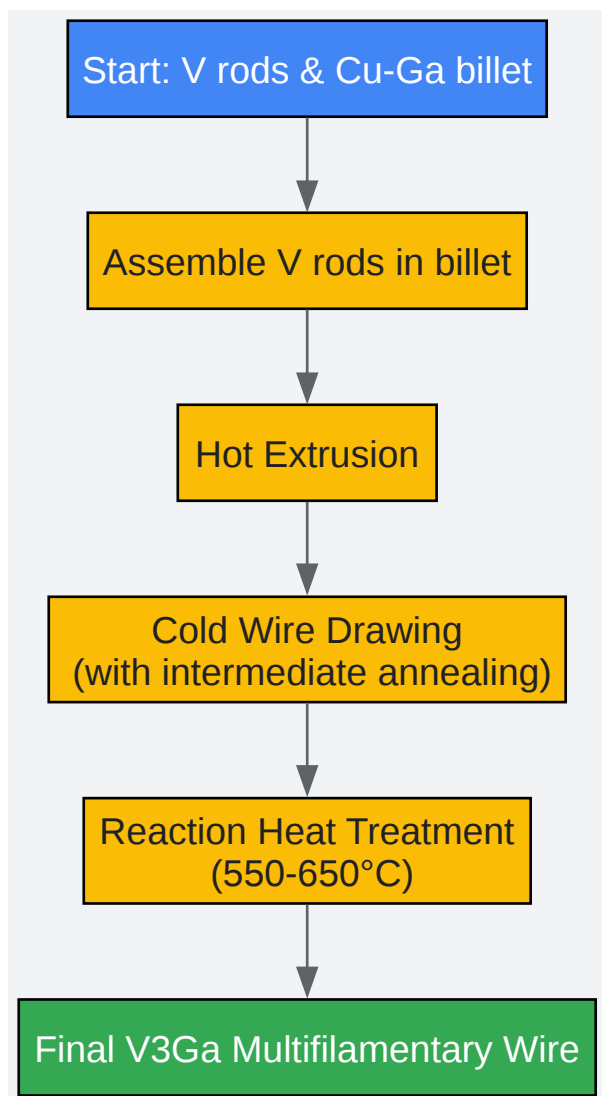 Start: V rods & Cu-Ga billet
Assemble V rods in billet
Hot Extrusion
Cold Wire Drawing
(with intermediate annealing)
Reaction Heat Treatment
(550-650°C)
Final V3Ga Multifilamentary Wire